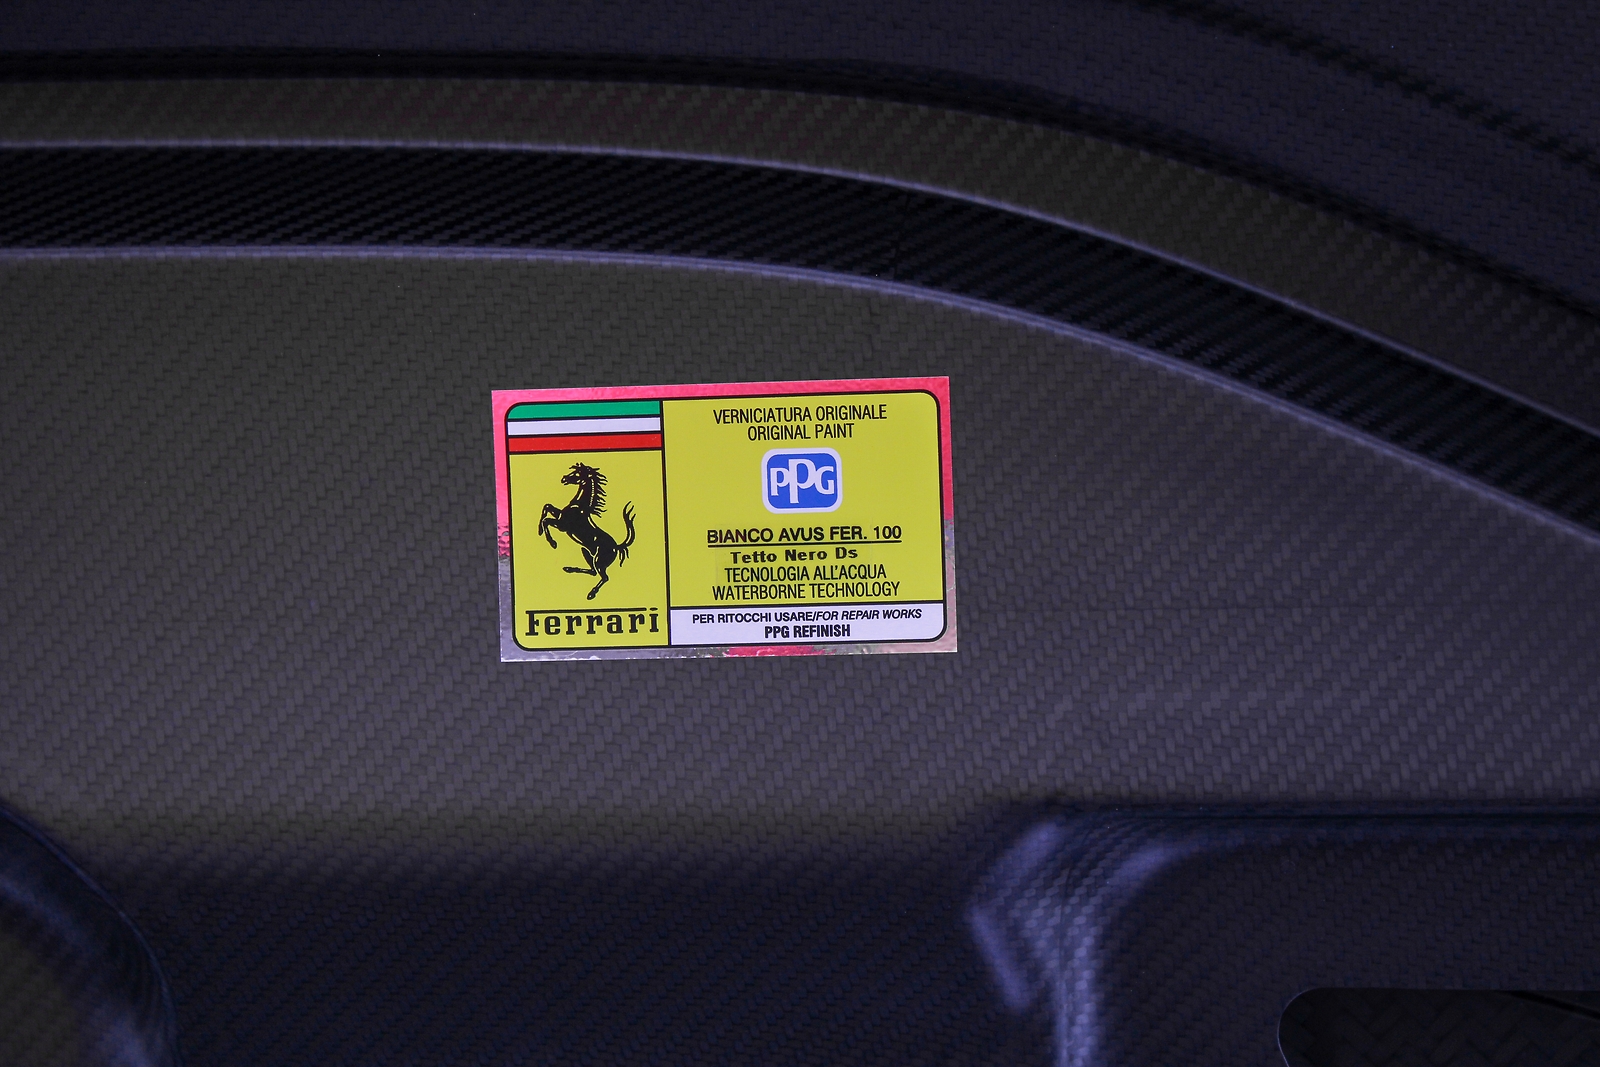 Ferrari
VERNICIATURA ORIGINALE
ORIGINAL PAINT
PPG
BIANCO AVUS FER. 100
Tetto Nero Ds
TECNOLOGIA ALL'ACQUA
WATERBORNE TECHNOLOGY
PER RITOCCHI USARE/FOR REPAIR WORKS
PPG REFINISH